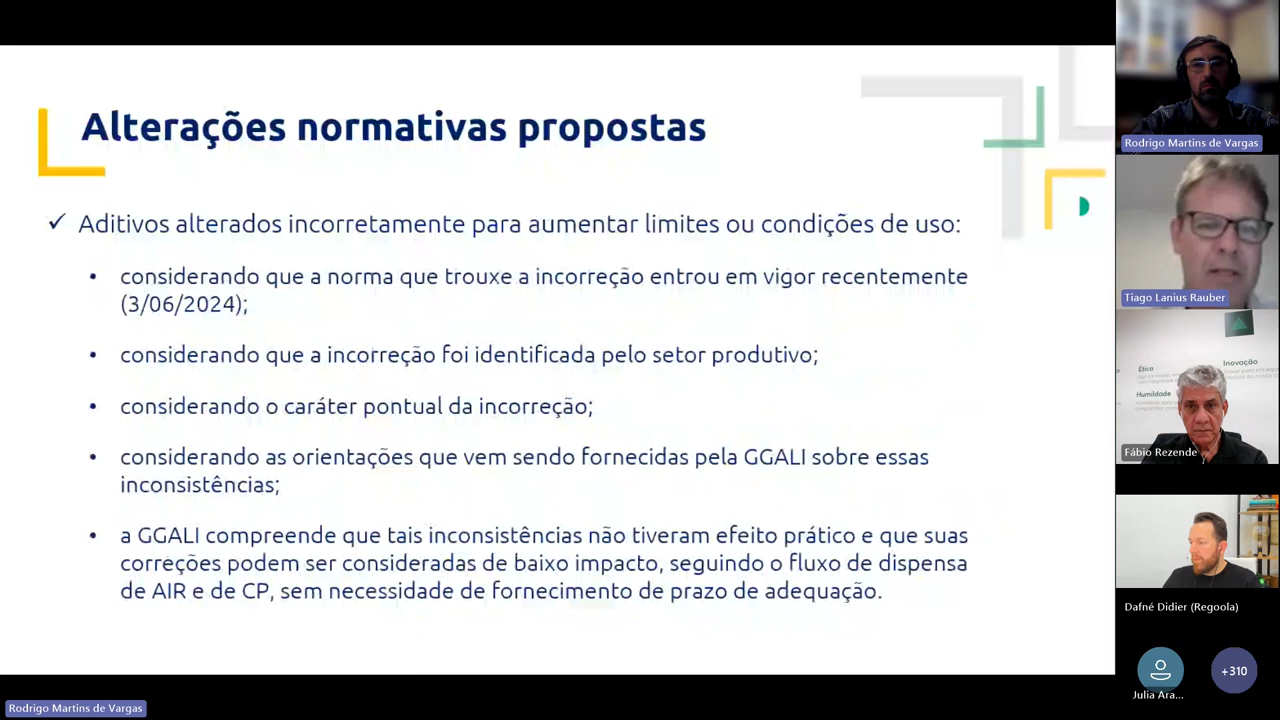 Alterações normativas propostas
✓ Aditivos alterados incorretamente para aumentar limites ou condições de uso:
• considerando que a norma que trouxe a incorreção entrou em vigor recentemente
(3/06/2024);
• considerando que a incorreção foi identificada pelo setor produtivo;
• considerando o caráter pontual da incorreção;
• considerando as orientações que vem sendo fornecidas pela GGALI sobre essas
inconsistências;
• a GGALI compreende que tais inconsistências não tiveram efeito prático e que suas
correções podem ser consideradas de baixo impacto, seguindo o fluxo de dispensa
de AIR e de CP, sem necessidade de fornecimento de prazo de adequação.
Rodrigo Martins de Vargas
Rodrigo Martins de Vargas
Tiago Lanius Rauber
Ética
Inovação
Humildade
Fábio Rezende
Dafné Didier (Regoola)
Julia Ara...
+310